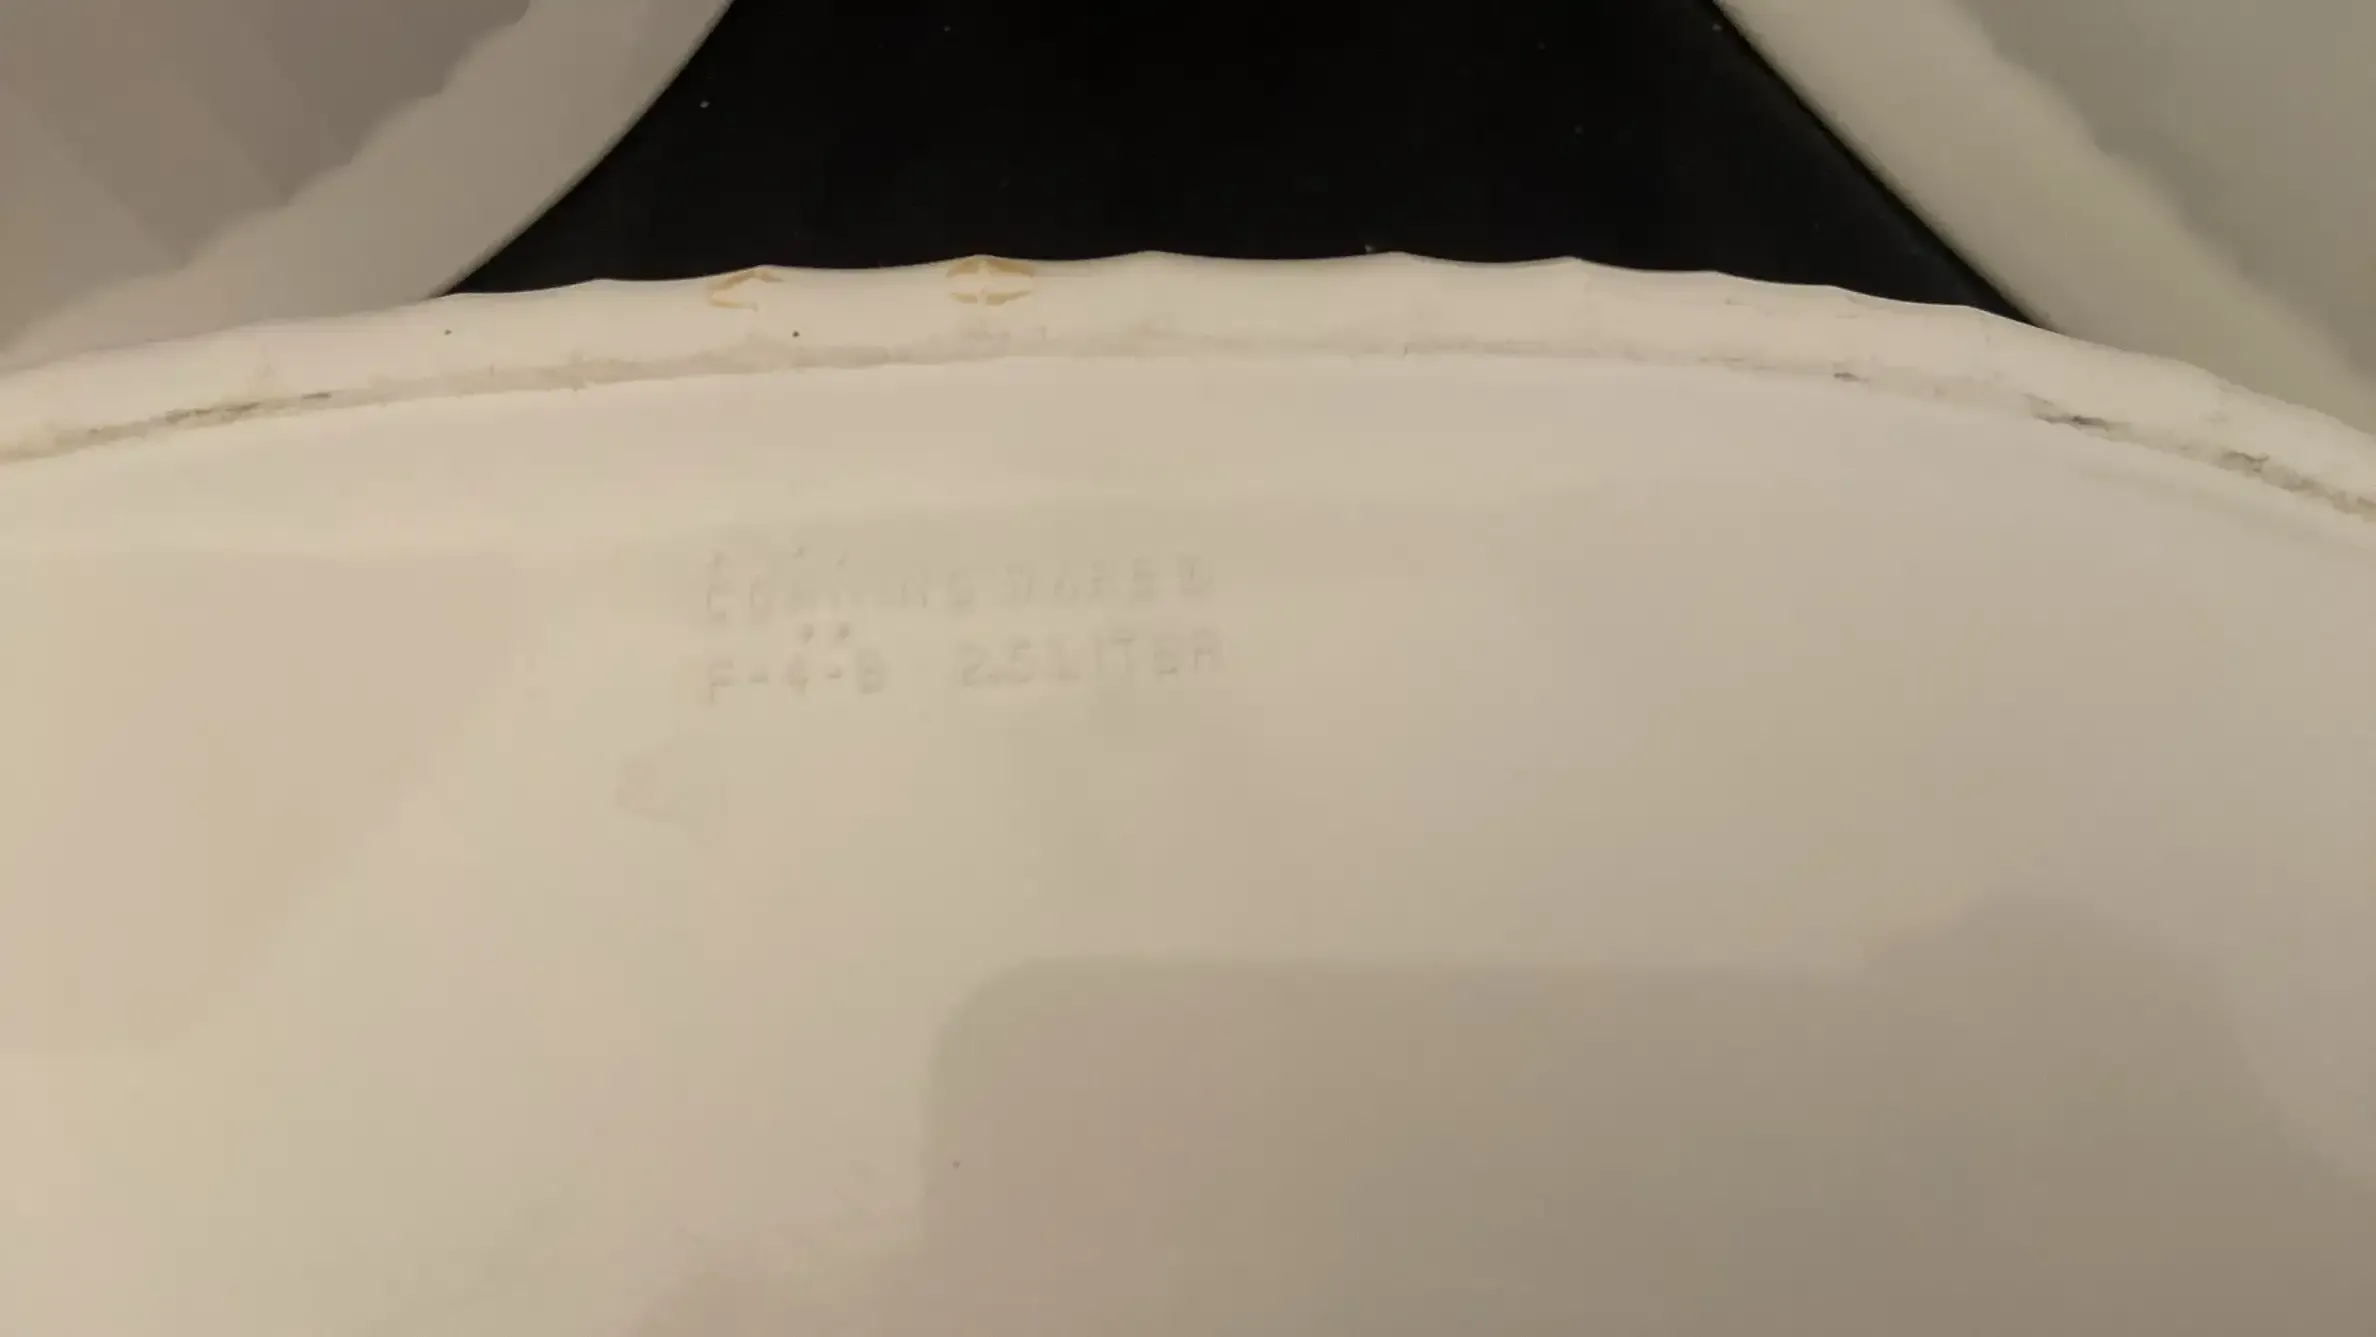 CORNING WARE®
F-4-B 2.5 LITER